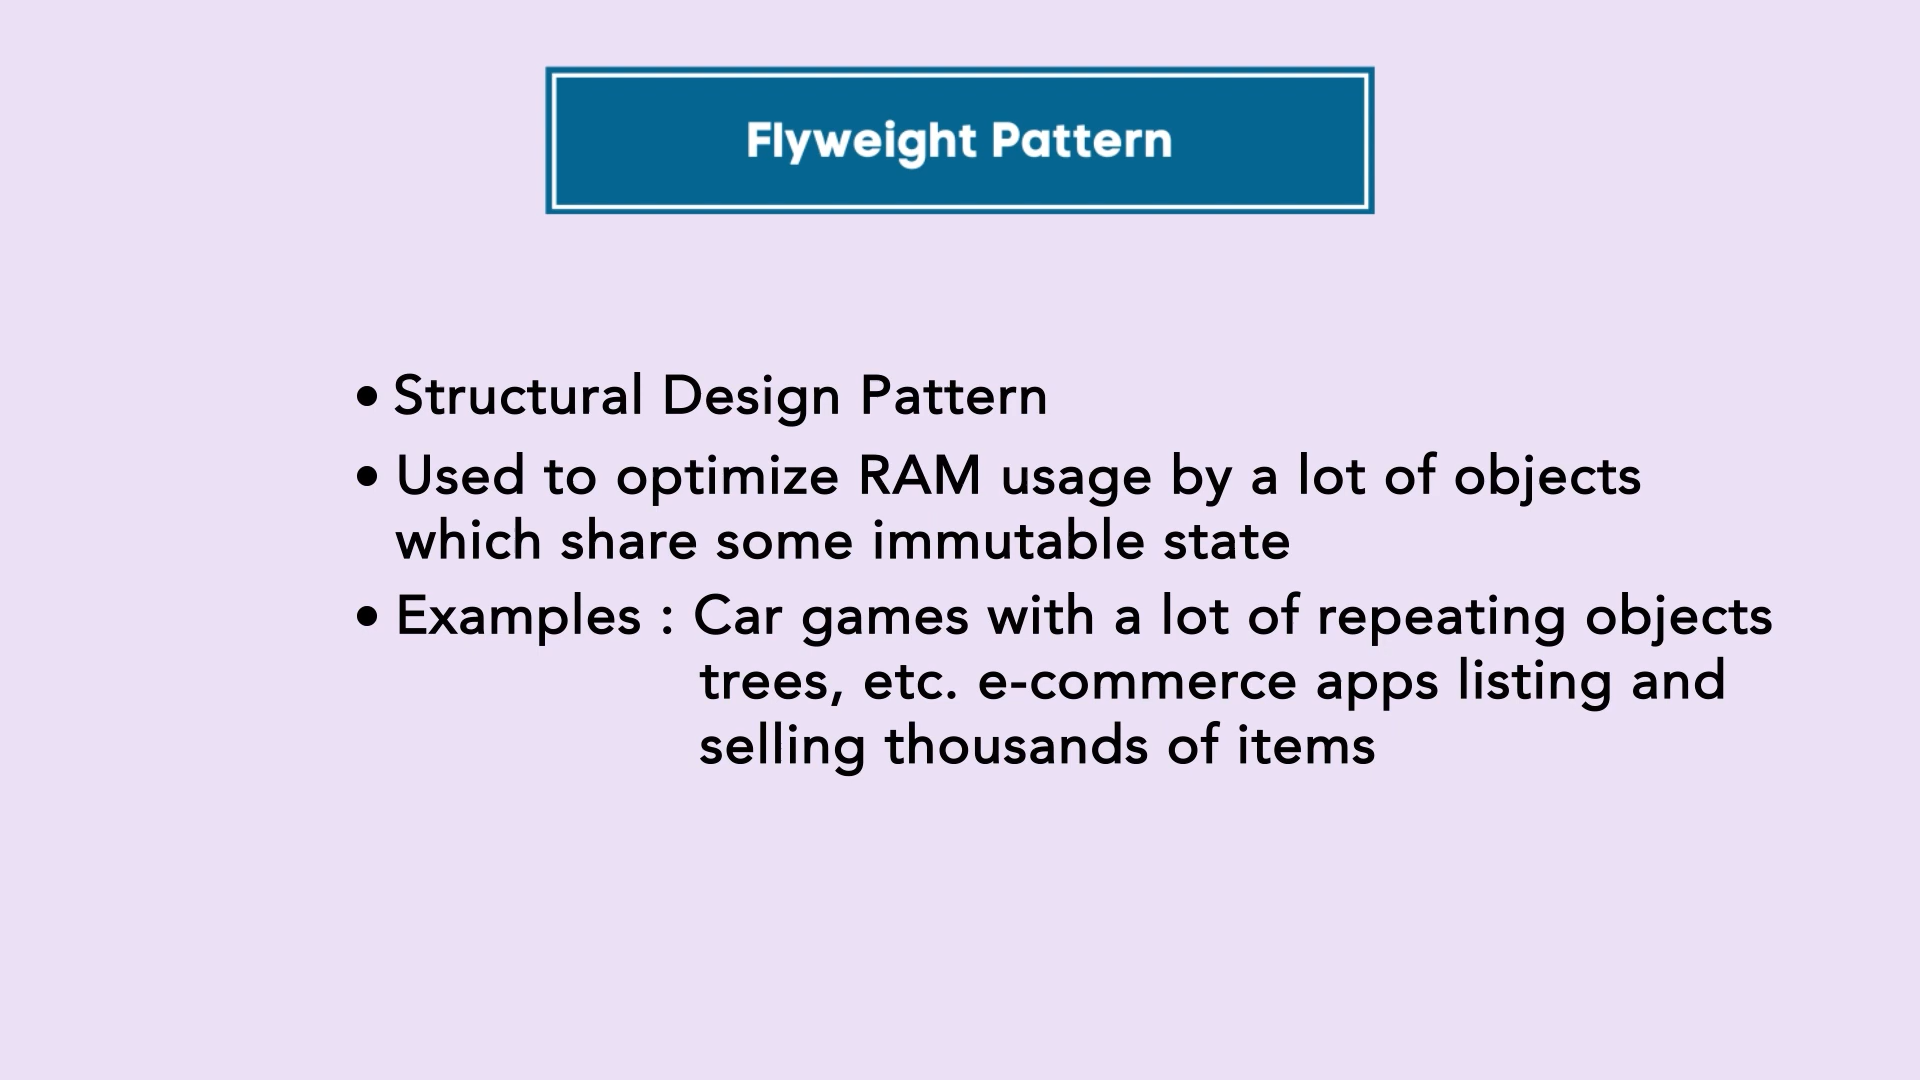 Flyweight Pattern
• Structural Design Pattern
• Used to optimize RAM usage by a lot of objects
which share some immutable state
• Examples : Car games with a lot of repeating objects
trees, etc. e-commerce apps listing and
selling thousands of items